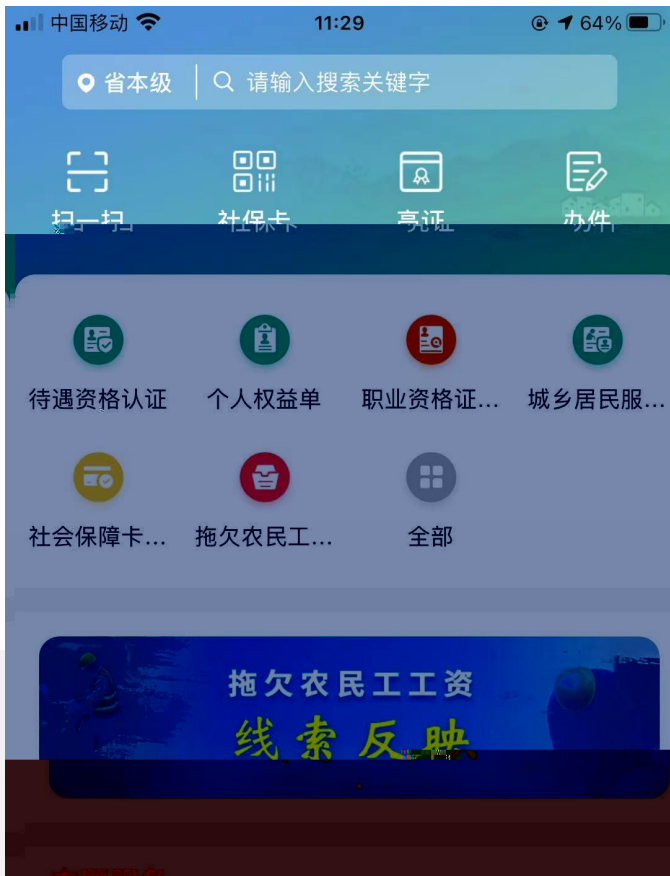 中国移动 11:29 64%
省本级 请输入搜索关键字
扫一扫 社保卡 亮证 办件
待遇资格认证 个人权益单 职业资格证... 城乡居民服...
社会保障卡... 拖欠农民工... 全部
拖欠农民工工资
线索反映